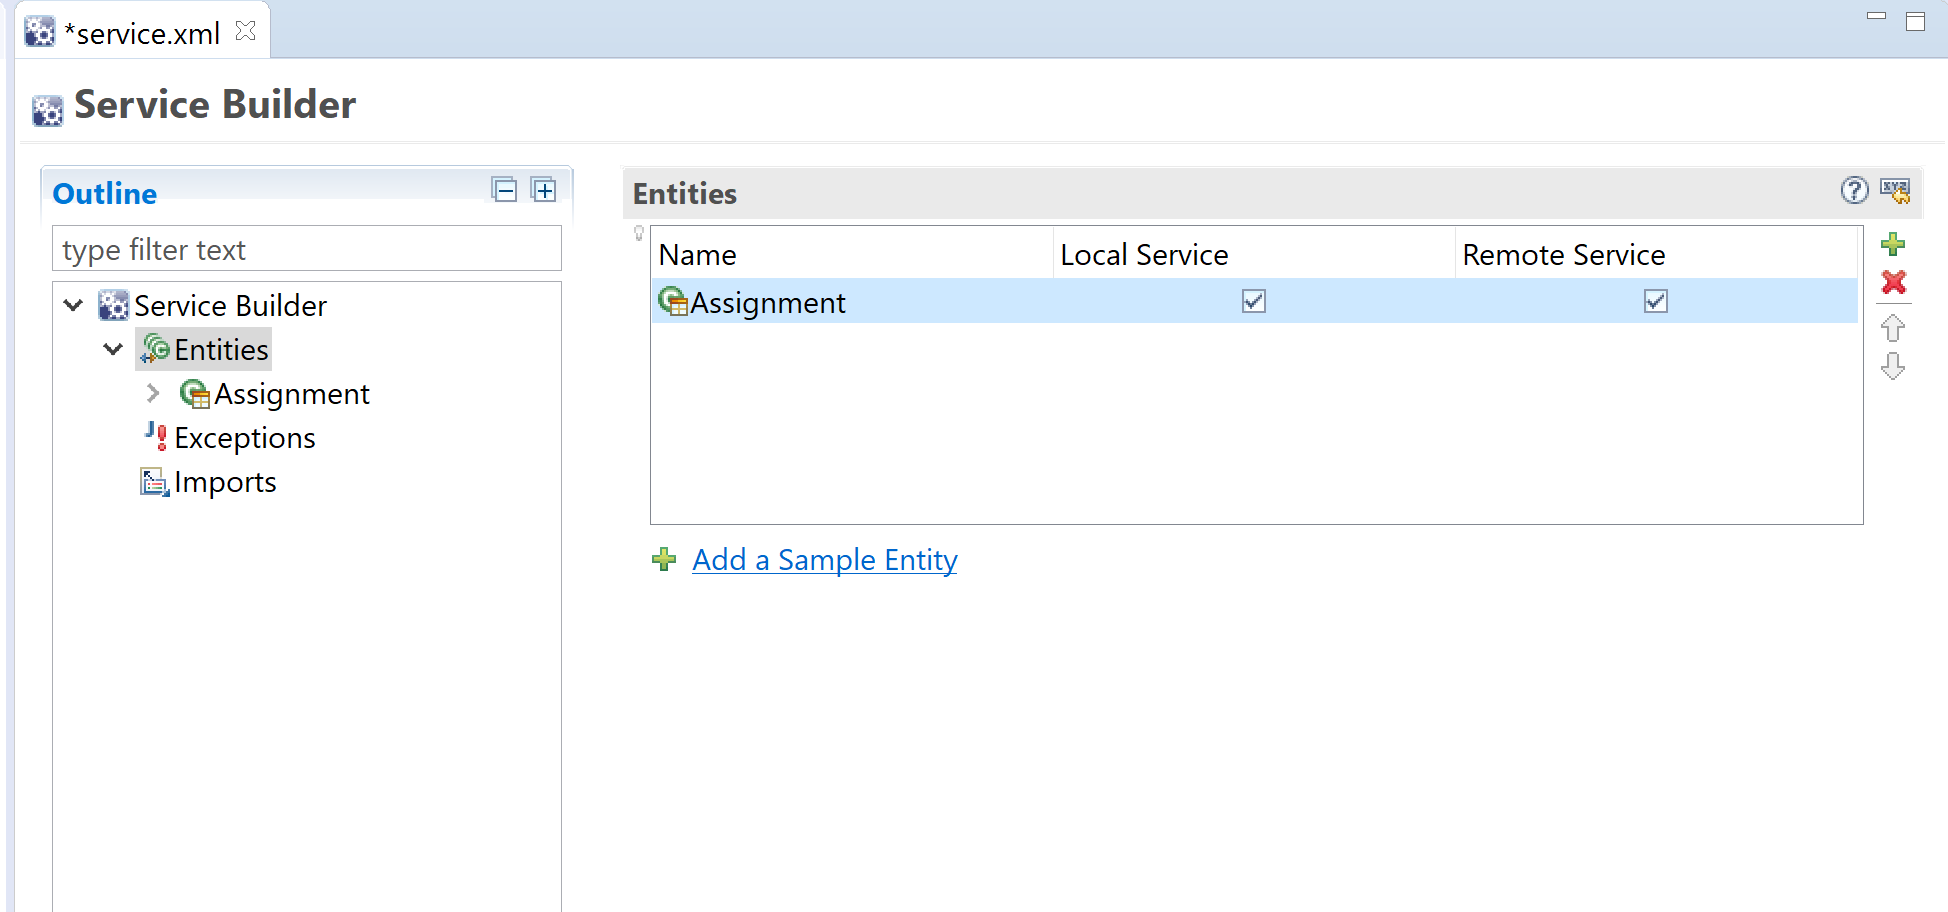 *service.xml
Service Builder
Outline
type filter text
Service Builder
Entities
Assignment
Exceptions
Imports
Entities
Name Local Service Remote Service
Assignment
Add a Sample Entity